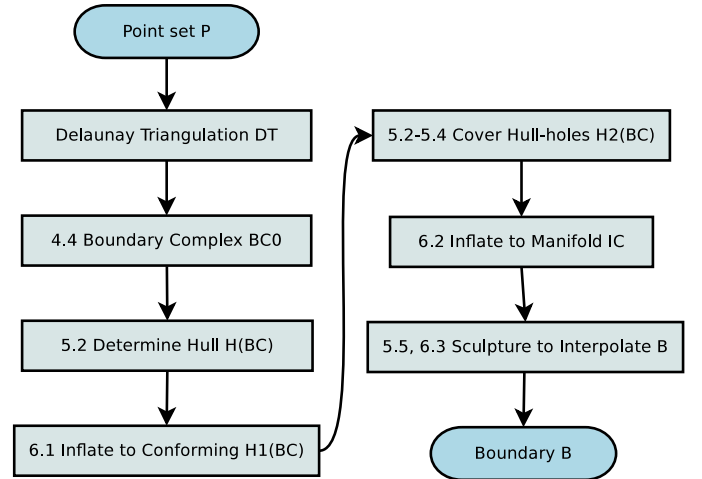 Point set P
Delaunay Triangulation DT
4.4 Boundary Complex BC0
5.2 Determine Hull H(BC)
6.1 Inflate to Conforming H1(BC)
5.2-5.4 Cover Hull-holes H2(BC)
6.2 Inflate to Manifold IC
5.5, 6.3 Sculpture to Interpolate B
Boundary B